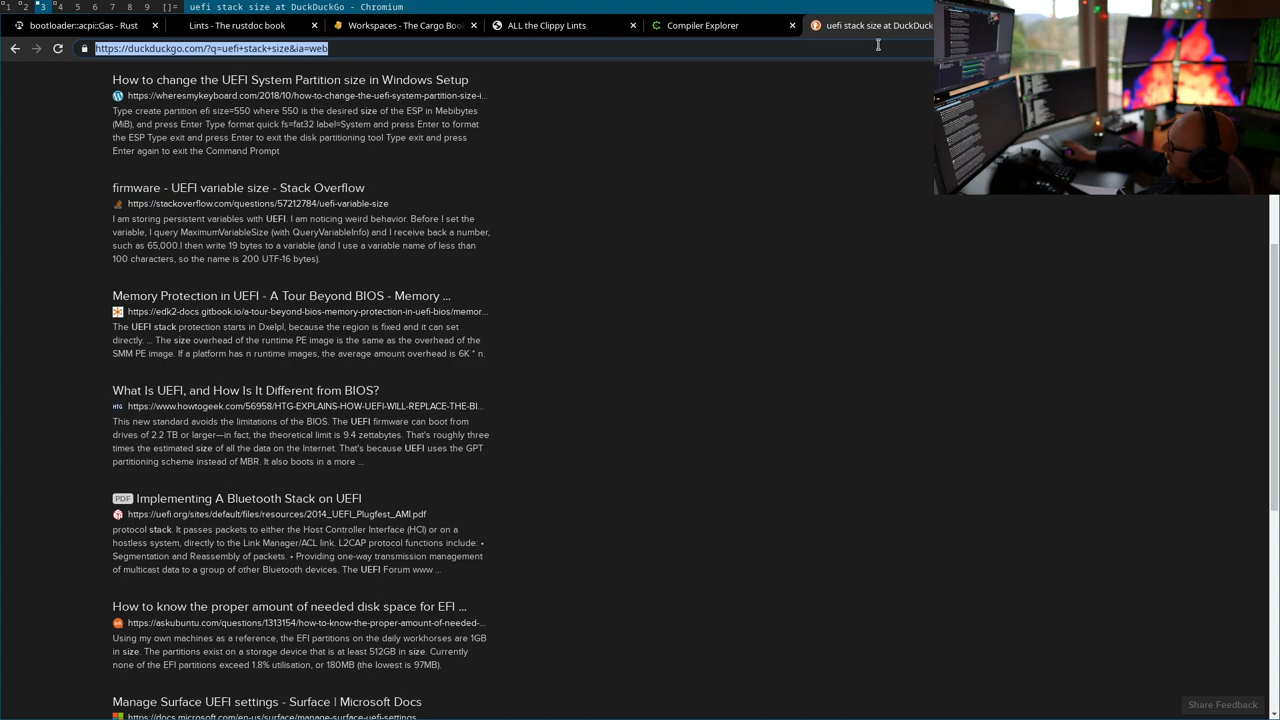 1 2 3 4 5 6 7 8 9 []= uefi stack size at DuckDuckGo - Chromium
bootloader::acpi::Gas - Rust
Lints - The rustc book
Workspaces - The Cargo Boo
ALL the Clippy Lints
Compiler Explorer
uefi stack size at DuckDu
https://duckduckgo.com/?q=uefi+stack+size&ia=web
How to change the UEFI System Partition size in Windows Setup
https://wheresmykeyboard.com/2018/10/how-to-change-the-uefi-system-partition-size-i...
Type create partition efi size=550 where 550 is the desired size of the ESP in Mebibytes
(MiB), and press Enter Type format quick fs=fat32 label=System and press Enter to format
the ESP Type exit and press Enter to exit the disk partitioning tool Type exit and press
Enter again to exit the Command Prompt
firmware - UEFI variable size - Stack Overflow
https://stackoverflow.com/questions/57212784/uefi-variable-size
I am storing persistent variables with UEFI. I am noticing weird behavior. Before I set the
variable, I query MaximumVariableSize (with QueryVariableInfo) and I receive back a number,
such as 65,000.I then write 19 bytes to a variable (and I use a variable name of less than
100 characters, so the name is 200 UTF-16 bytes).
Memory Protection in UEFI - A Tour Beyond BIOS - Memory ...
https://edk2-docs.gitbook.io/a-tour-beyond-bios-memory-protection-in-uefi-bios/memor...
The UEFI stack protection starts in DxeIpl, because the region is fixed and it can set
directly. ... The size overhead of the runtime PE image is the same as the overhead of the
SMM PE image. If a platform has n runtime images, the average amount overhead is 6K * n.
What Is UEFI, and How Is It Different from BIOS?
HTG https://www.howtogeek.com/56958/HTG-EXPLAINS-HOW-UEFI-WILL-REPLACE-THE-BI...
This new standard avoids the limitations of the BIOS. The UEFI firmware can boot from
drives of 2.2 TB or larger—in fact, the theoretical limit is 9.4 zettabytes. That's roughly three
times the estimated size of all the data on the Internet. That's because UEFI uses the GPT
partitioning scheme instead of MBR. It also boots in a more ...
PDF Implementing A Bluetooth Stack on UEFI
https://uefi.org/sites/default/files/resources/2014_UEFI_Plugfest_AMI.pdf
protocol stack. It passes packets to either the Host Controller Interface (HCI) or on a
hostless system, directly to the Link Manager/ACL link. L2CAP protocol functions include: •
Segmentation and Reassembly of packets. • Providing one-way transmission management
of multicast data to a group of other Bluetooth devices. The UEFI Forum www ...
How to know the proper amount of needed disk space for EFI ...
https://askubuntu.com/questions/1313154/how-to-know-the-proper-amount-of-needed-...
Using my own machines as a reference, the EFI partitions on the daily workhorses are 1GB
in size. The partitions exist on a storage device that is at least 512GB in size. Currently
none of the EFI partitions exceed 1.8% utilisation, or 180MB (the lowest is 97MB).
Manage Surface UEFI settings - Surface | Microsoft Docs
https://docs.microsoft.com/en-us/surface/manage-surface-uefi-settings
Share Feedback